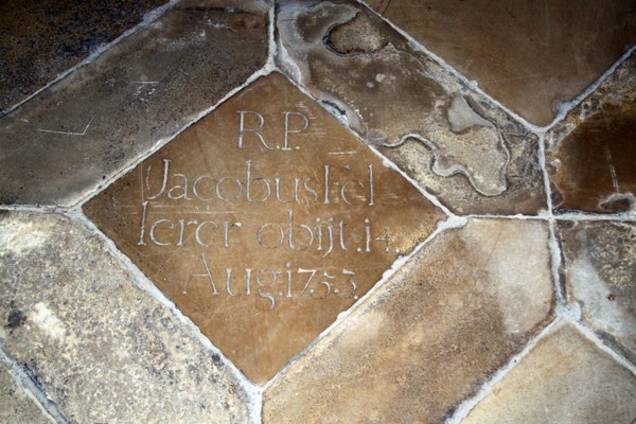 R.P.
Jacobus Fel
lerer obijt.14.
Aug.1753.